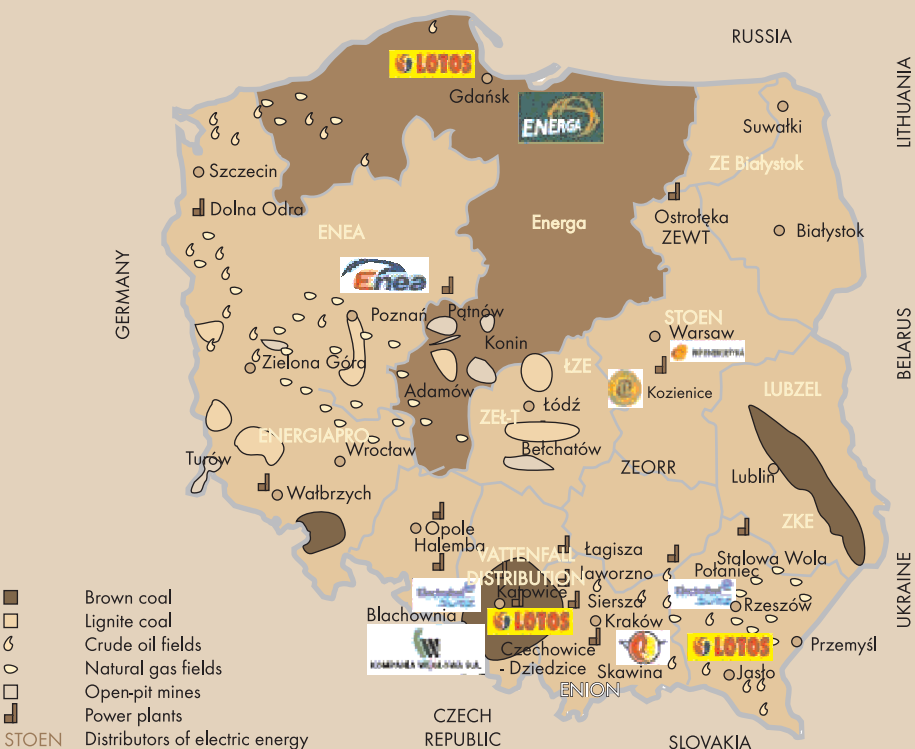 RUSSIA
LITHUANIA
LOTOS
Gdańsk
ENERGA
Suwałki
ZE Białystok
Szczecin
Dolna Odra
Ostrołęka
ZEWT
Białystok
ENEA
Energa
GERMANY
Enea
Poznań
Pątnów
STOEN
Warsaw
BELARUS
Konin
Zielona Góra
Adamów
ŁZE
Kozienice
LUBZEL
ZEŁ-T
Łódź
ENERGIAPRO
Wrocław
Bełchatów
Turów
ZEORR
Lublin
Wałbrzych
ZKE
Opole
Halemba
VATTENFALL
DISTRIBUTION
Łagisza
Stalowa Wola
Połaniec
UKRAINE
Jaworzno
Katowice
Siersza
Rzeszów
Blachownia
LOTOS
Kraków
LOTOS
Przemyśl
KOMPANIA WĘGLOWA S.A.
Czechowice
- Dziedzice
Skawina
Jasło
ENION
CZECH
REPUBLIC
SLOVAKIA
Brown coal
Lignite coal
Crude oil fields
Natural gas fields
Open-pit mines
Power plants
STOEN Distributors of electric energy